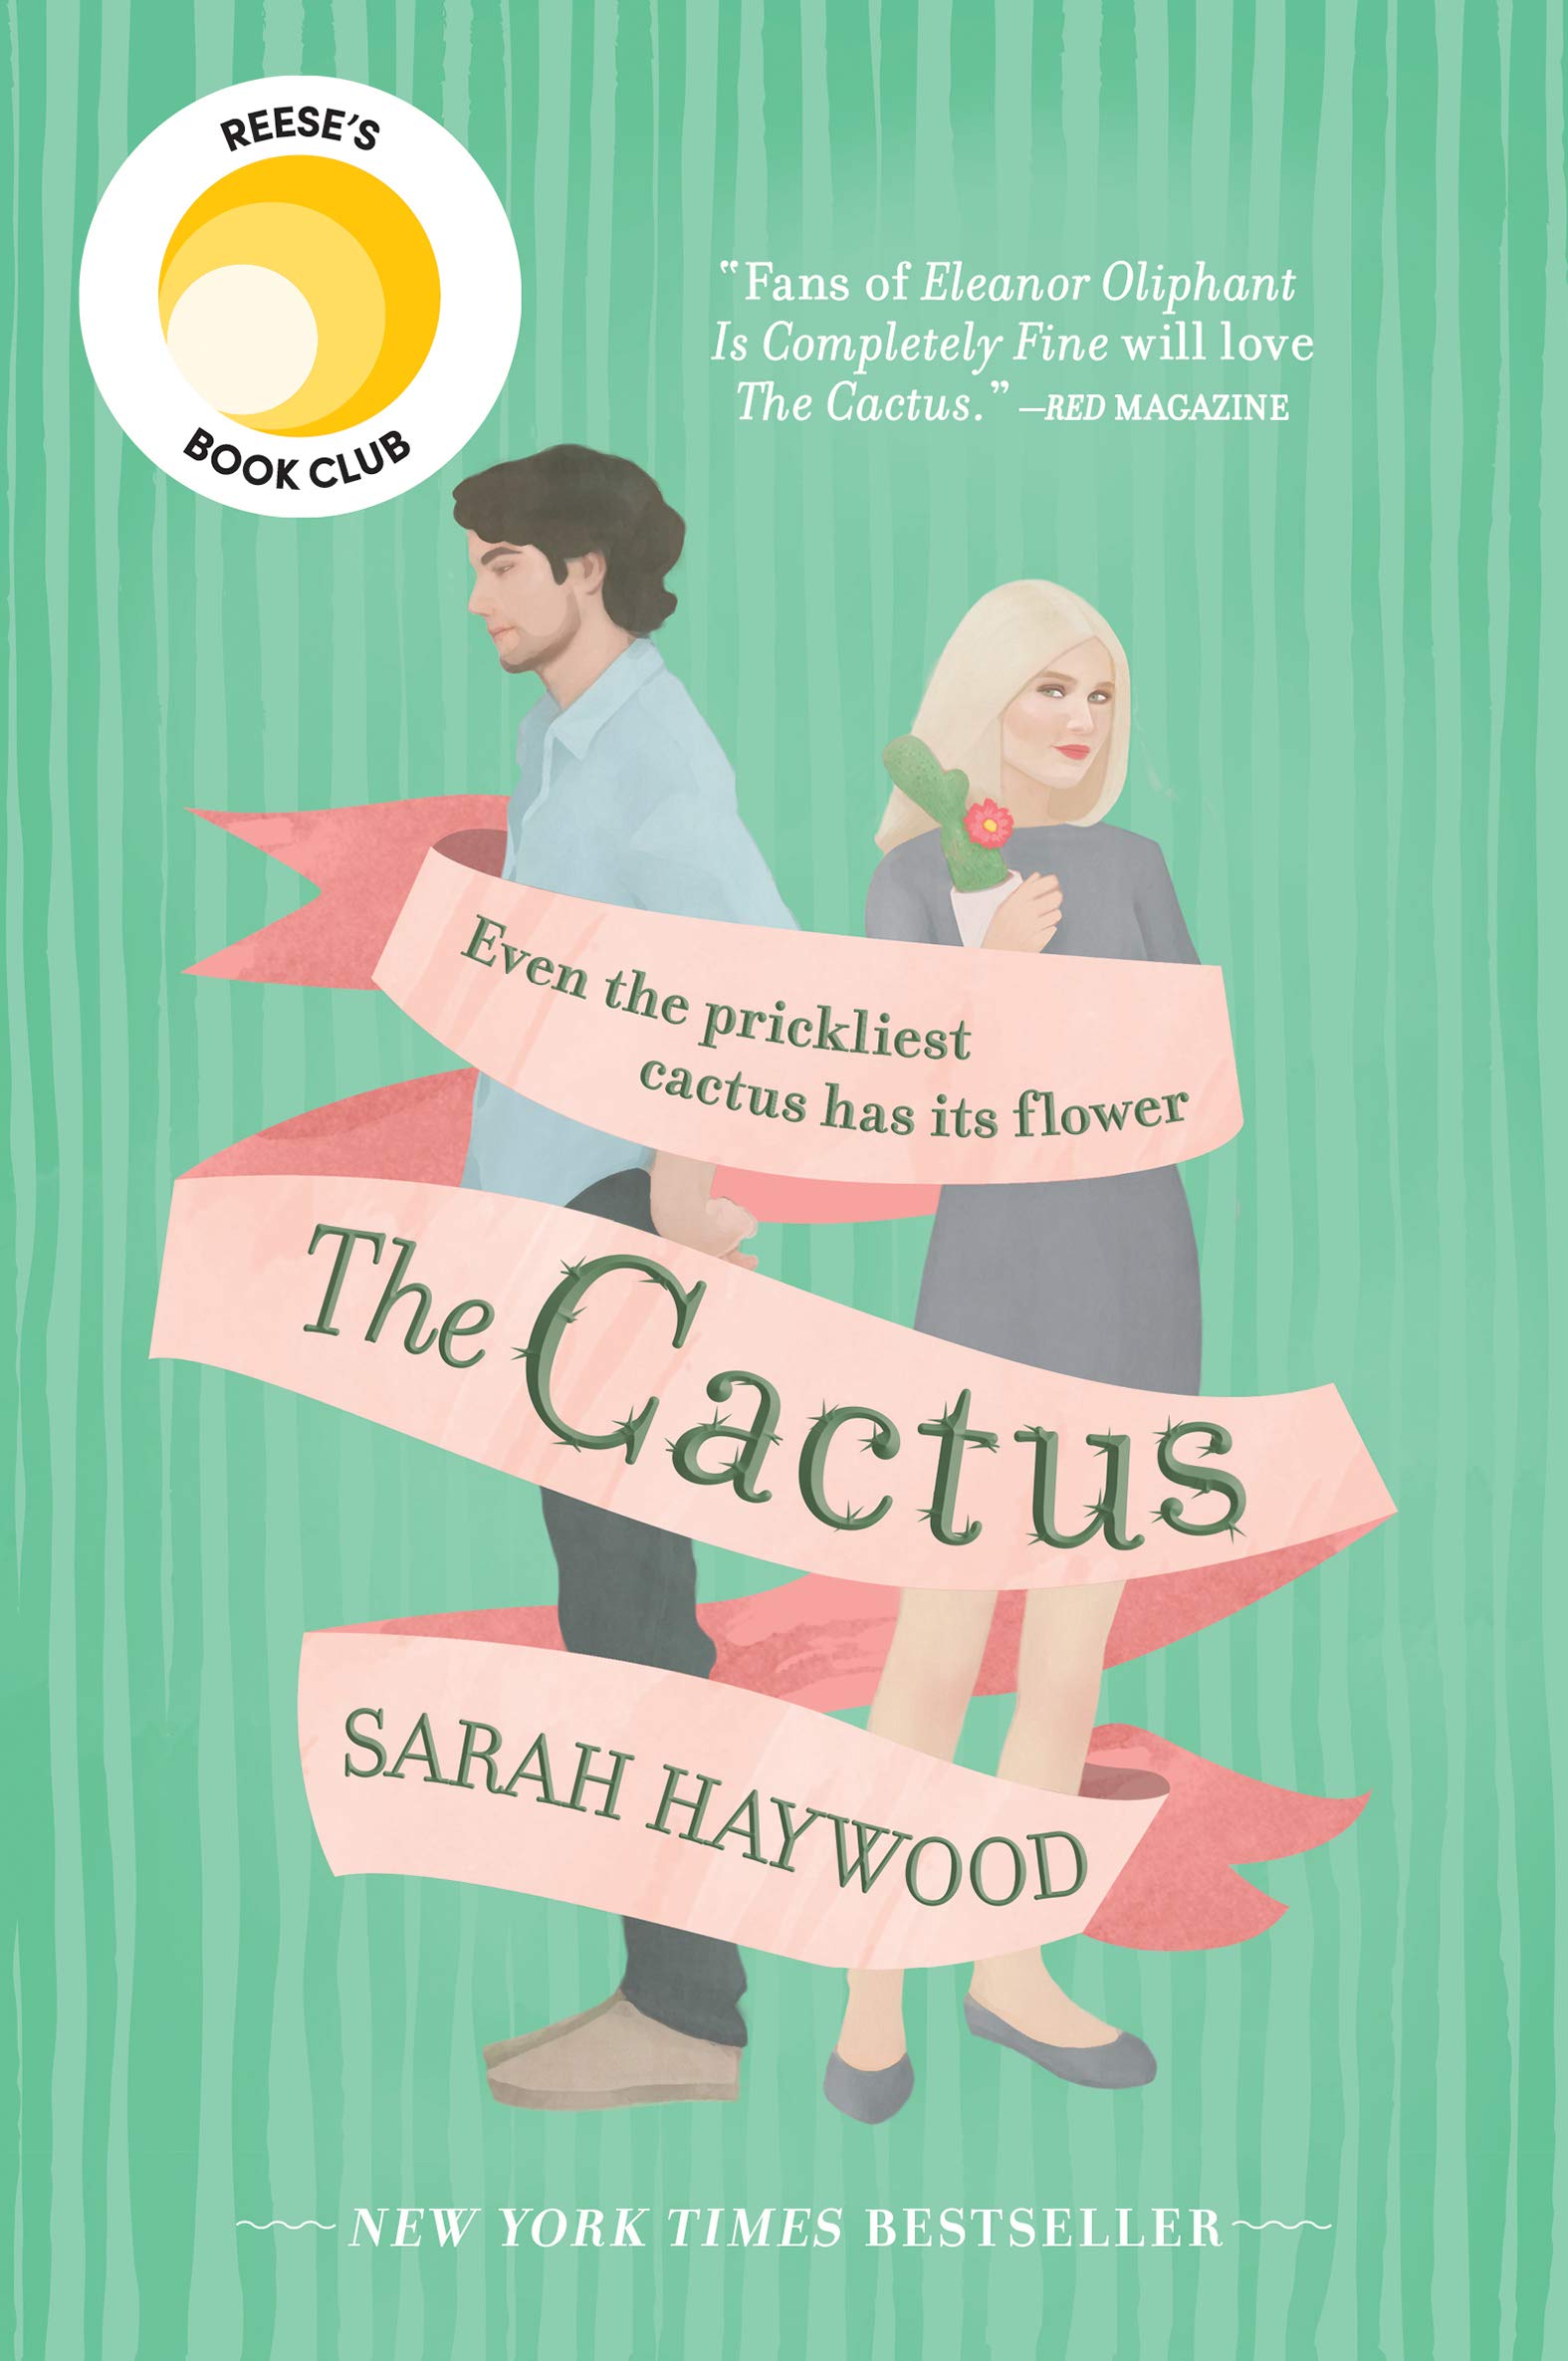 REESE'S
BOOK CLUB
“Fans of Eleanor Oliphant
Is Completely Fine will love
The Cactus.” —RED MAGAZINE
Even the prickliest
cactus has its flower
The Cactus
SARAH HAYWOOD
NEW YORK TIMES BESTSELLER